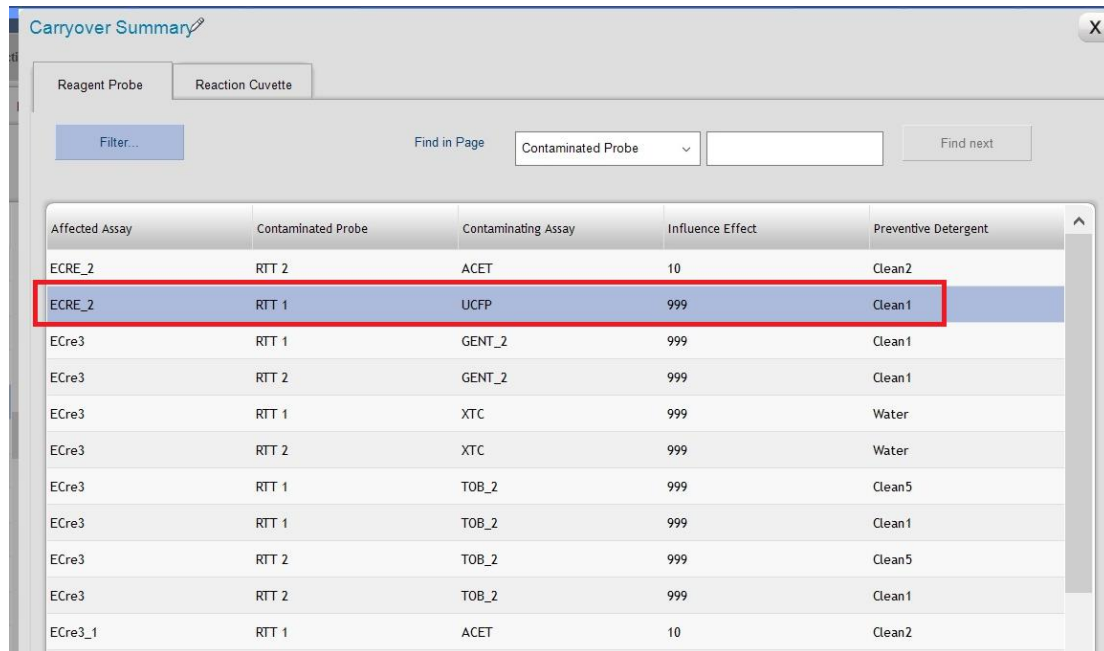 Carryover Summary
X
Reagent Probe Reaction Cuvette
Filter... Find in Page Contaminated Probe Find next
Affected Assay Contaminated Probe Contaminating Assay Influence Effect Preventive Detergent
ECRE_2 RTT 2 ACET 10 Clean2
ECRE_2 RTT 1 UCFP 999 Clean1
ECre3 RTT 1 GENT_2 999 Clean1
ECre3 RTT 2 GENT_2 999 Clean1
ECre3 RTT 1 XTC 999 Water
ECre3 RTT 2 XTC 999 Water
ECre3 RTT 1 TOB_2 999 Clean5
ECre3 RTT 1 TOB_2 999 Clean1
ECre3 RTT 2 TOB_2 999 Clean5
ECre3 RTT 2 TOB_2 999 Clean1
ECre3_1 RTT 1 ACET 10 Clean2